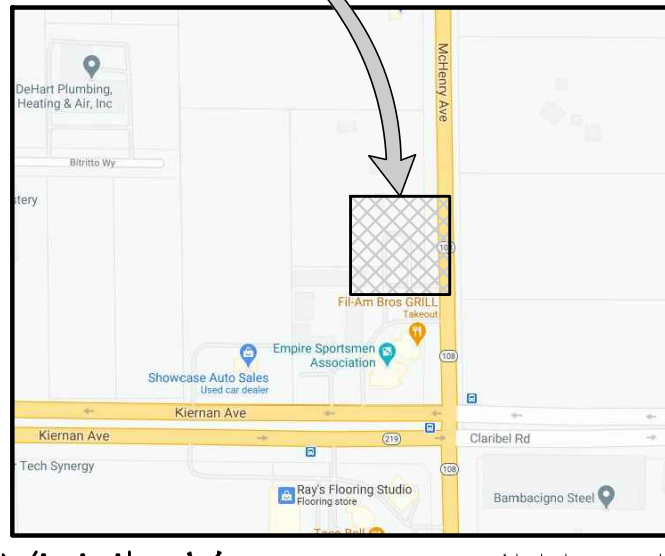 McHenry Ave
DeHart Plumbing,
Heating & Air, Inc
Bitritto Wy
stery
108
Fil-Am Bros GRILL
Takeout
Empire Sportsmen
Association
108
Showcase Auto Sales
Used car dealer
Kiernan Ave
Kiernan Ave
219
Claribel Rd
Tech Synergy
108
Ray's Flooring Studio
Flooring store
Bambacigno Steel
Taco Bell